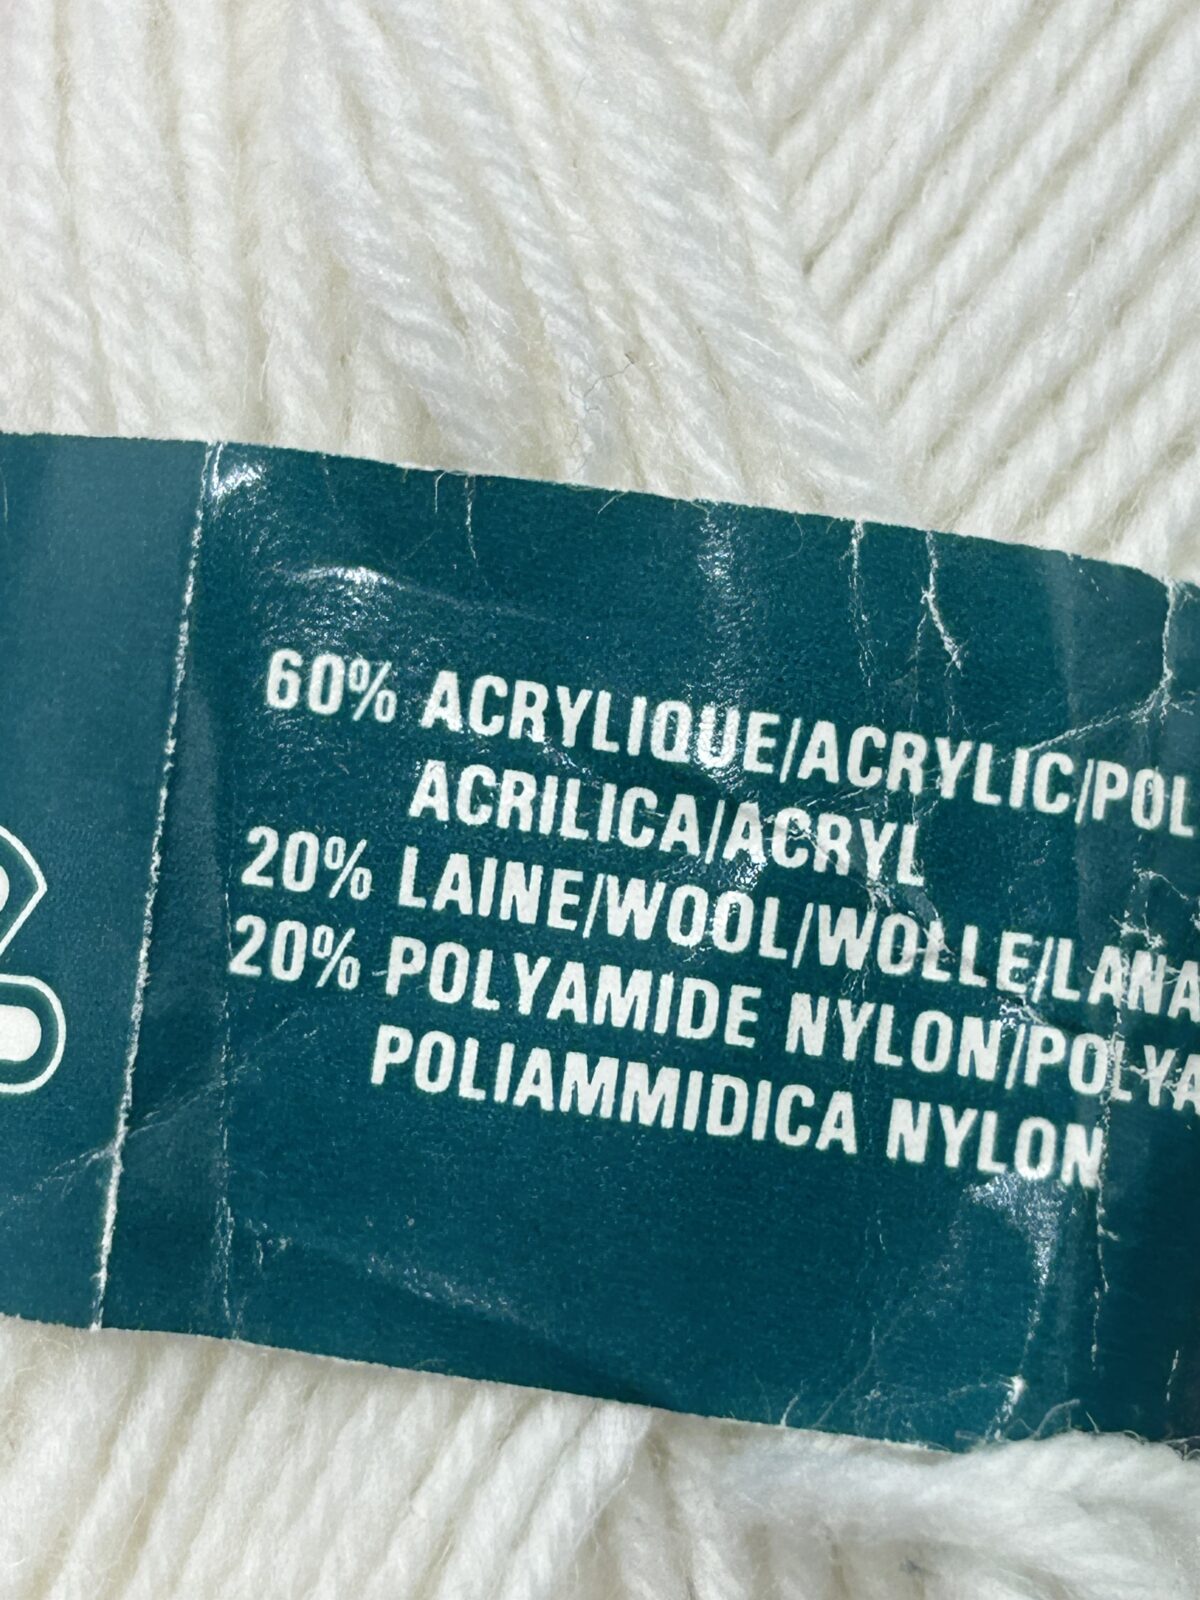 60% ACRYLIQUE/ACRYLIC/POL
ACRILICA/ACRYL
20% LAINE/WOOL/WOLLE/LANA
20% POLYAMIDE NYLON/POLYA
POLIAMMIDICA NYLON